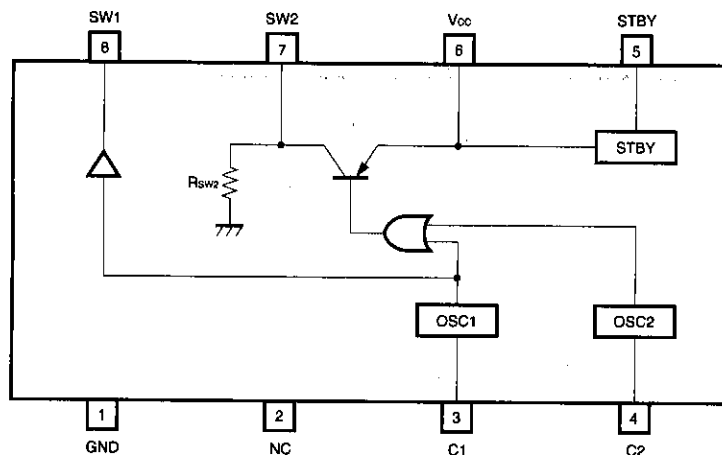 SW1 SW2 Vcc STBY
8 7 6 5
STBY
RSW2
OSC1 OSC2
1 2 3 4
GND NC C1 C2